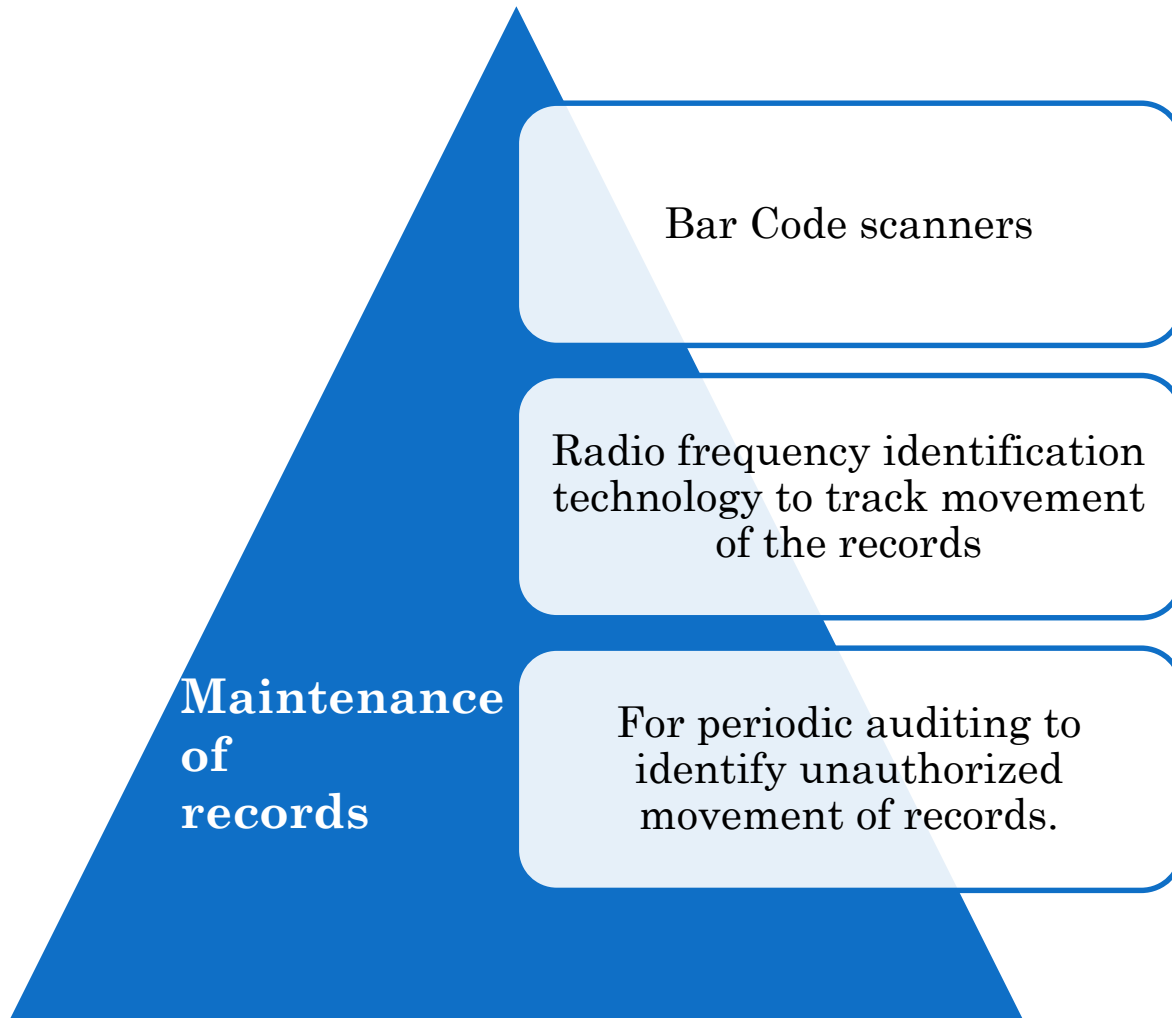 Bar Code scanners
Radio frequency identification
technology to track movement
of the records
Maintenance
of
records
For periodic auditing to
identify unauthorized
movement of records.